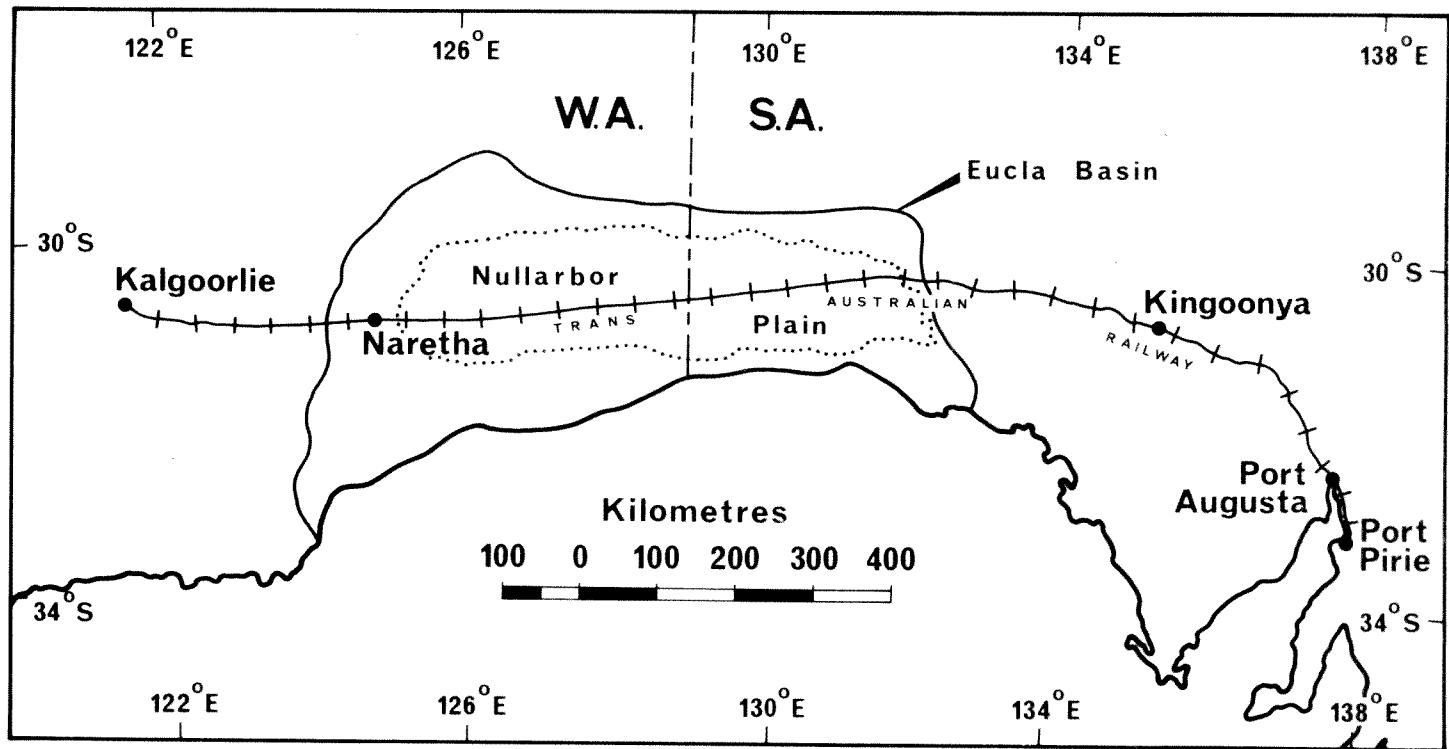 122°E 126°E 130°E 134°E 138°E
W.A. S.A.
Eucla Basin
30°S
30°S
Kalgoorlie
Nullarbor
Kingoonya
AUSTRALIAN
TRANS
Plain
Naretha
RAILWAY
Port
Augusta
Kilometres
Port
Pirie
100 0 100 200 300 400
34°S
34°S
122°E 126°E 130°E 134°E 138°E